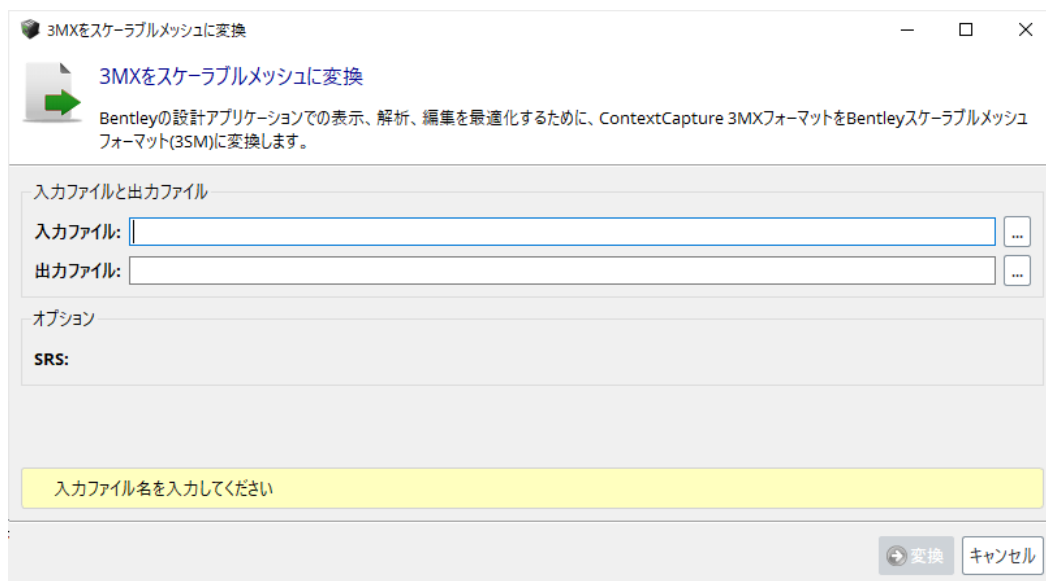 3MXをスケーラブルメッシュに変換
3MXをスケーラブルメッシュに変換
Bentleyの設計アプリケーションでの表示、解析、編集を最適化するために、ContextCapture 3MXフォーマットをBentleyスケーラブルメッシュ
フォーマット(3SM)に変換します。
入力ファイルと出力ファイル
入力ファイル: ...
出力ファイル: ...
オプション
SRS:
入力ファイル名を入力してください
変換 キャンセル